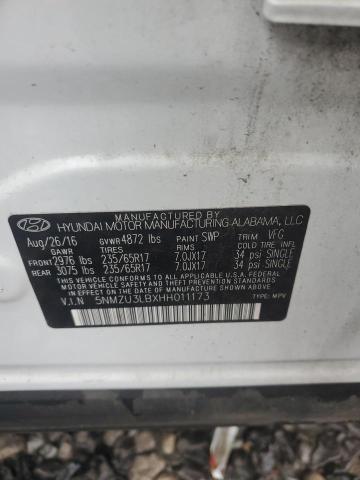 MANUFACTURED BY
HYUNDAI MOTOR MANUFACTURING ALABAMA, LLC
Aug/26/16 GVWR 4872 lbs PAINT SWP TRIM VFG
GAWR TIRES RIMS COLD TIRE INF.
FRONT 2976 lbs 235/65R17 7.0JX17 34 psi SINGLE
REAR 3075 lbs 235/65R17 7.0JX17 34 psi SINGLE
THIS VEHICLE CONFORMS TO ALL APPLICABLE FEDERAL MOTOR VEHICLE
SAFETY AND THEFT PREVENTION STANDARDS IN EFFECT ON THE DATE OF
MANUFACTURE SHOWN ABOVE.
V.I.N 5NMZU3LBXHH011173 TYPE: MPV